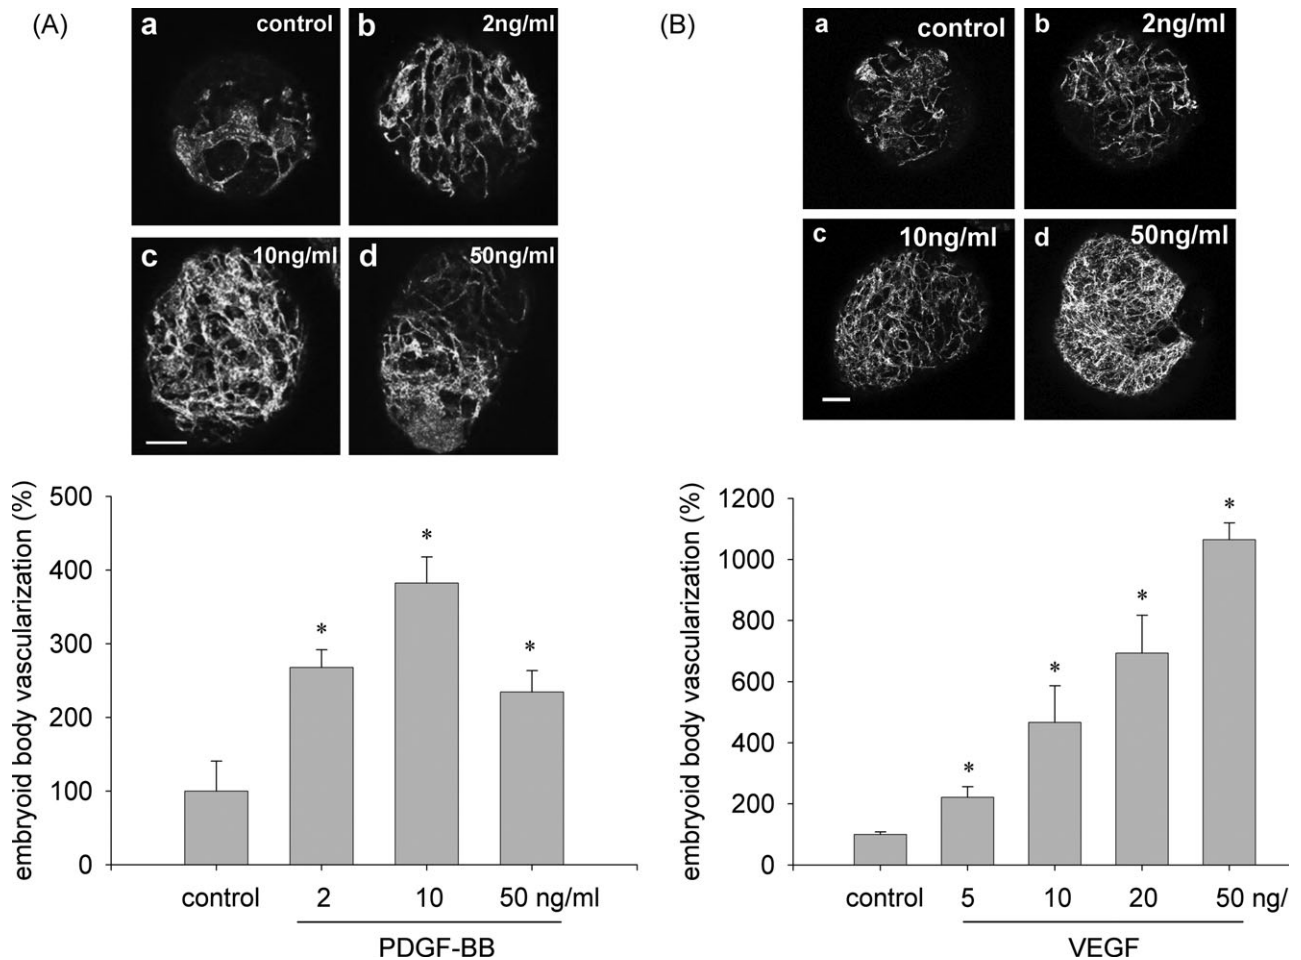 (A)
a
control
b
2ng/ml
c
10ng/ml
d
50ng/ml
embryoid body vascularization (%)
500
400
300
200
100
0
*
*
*
control
2
10
50 ng/ml
PDGF-BB
(B)
a
control
b
2ng/ml
c
10ng/ml
d
50ng/ml
embryoid body vascularization (%)
1200
1000
800
600
400
200
0
*
*
*
*
control
5
10
20
50 ng/
VEGF